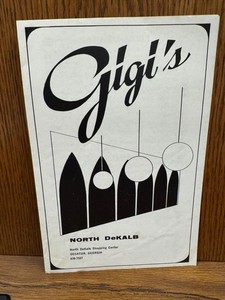 Gigi's
NORTH DeKALB
North DeKalb Shopping Center
DECATUR, GEORGIA